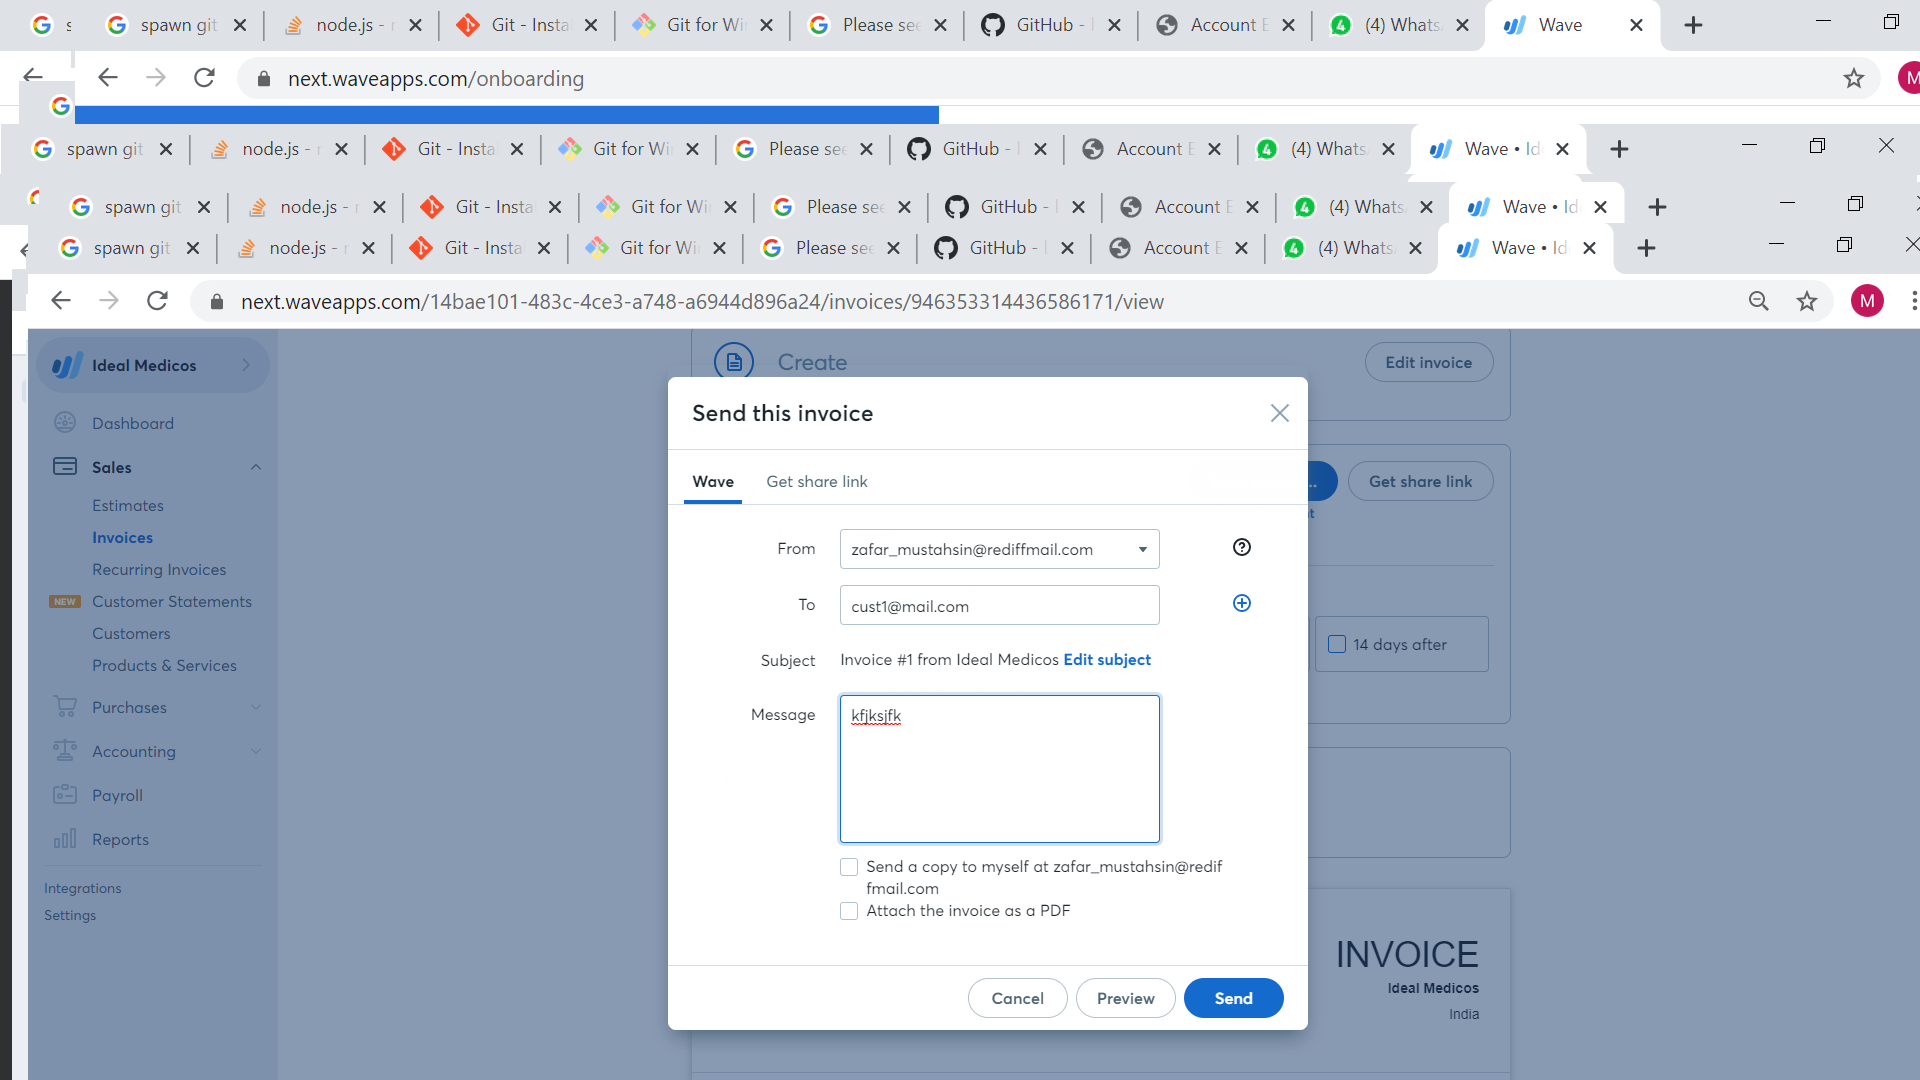 spawn git
node.js -
Git - Insta
Git for Wi
Please see
GitHub -
Account E
(4) Whats
Wave
next.waveapps.com/onboarding
M
spawn git
node.js -
Git - Insta
Git for Wi
Please see
GitHub -
Account E
(4) Whats
Wave • Id
spawn git
node.js -
Git - Insta
Git for Wi
Please see
GitHub -
Account E
(4) Whats
Wave • Id
spawn git
node.js -
Git - Insta
Git for Wi
Please see
GitHub -
Account E
(4) Whats
Wave • Id
next.waveapps.com/14bae101-483c-4ce3-a748-a6944d896a24/invoices/946353314436586171/view
M
Ideal Medicos
Dashboard
Sales
Estimates
Invoices
Recurring Invoices
NEW Customer Statements
Customers
Products & Services
Purchases
Accounting
Payroll
Reports
Integrations
Settings
Create
Edit invoice
Get share link
14 days after
Send this invoice
Wave
Get share link
From zafar_mustahsin@rediffmail.com
To cust1@mail.com
Subject Invoice #1 from Ideal Medicos Edit subject
Message kfjksjfk
Send a copy to myself at zafar_mustahsin@redif
fmail.com
Attach the invoice as a PDF
Cancel
Preview
Send
INVOICE
Ideal Medicos
India